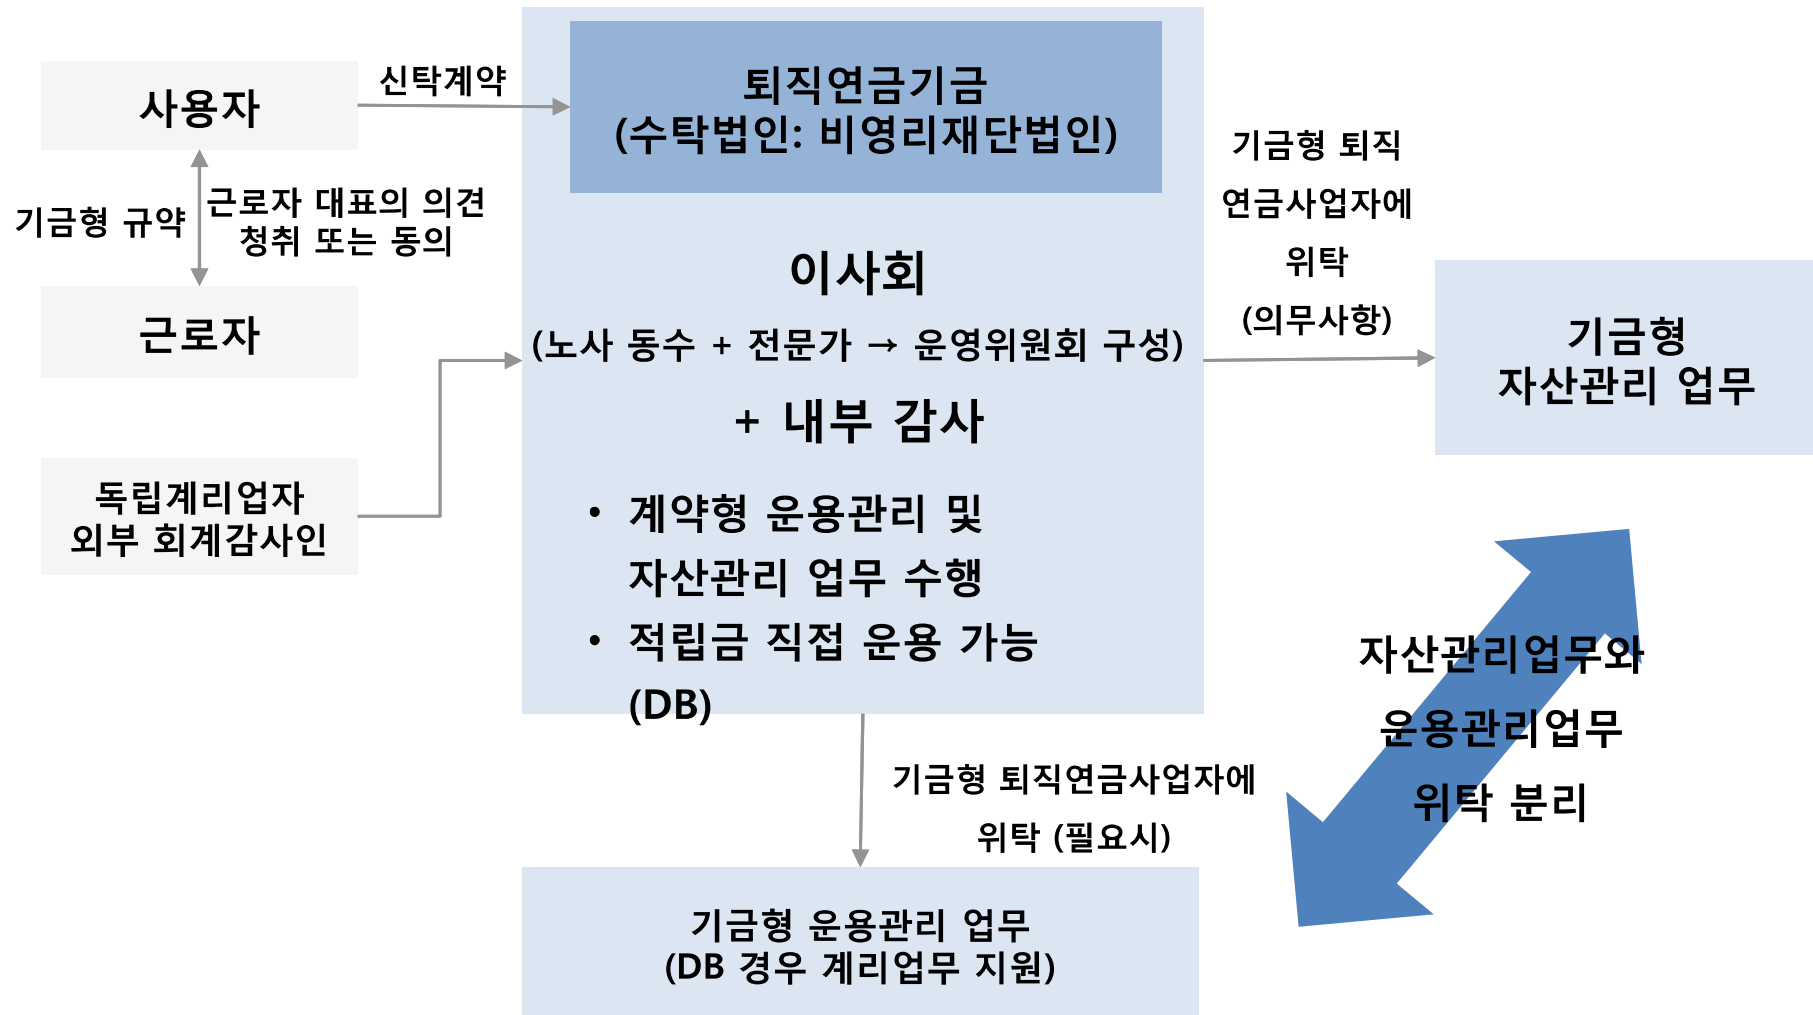 사용자
신탁계약
퇴직연금기금
(수탁법인: 비영리재단법인)
기금형 규약
근로자 대표의 의견
청취 또는 동의
근로자
독립계리업자
외부 회계감사인
이사회
(노사 동수 + 전문가 → 운영위원회 구성)
+ 내부 감사
• 계약형 운용관리 및
자산관리 업무 수행
• 적립금 직접 운용 가능
(DB)
기금형 퇴직
연금사업자에
위탁
(의무사항)
기금형
자산관리 업무
자산관리업무와
운용관리업무
위탁 분리
기금형 퇴직연금사업자에
위탁 (필요시)
기금형 운용관리 업무
(DB 경우 계리업무 지원)